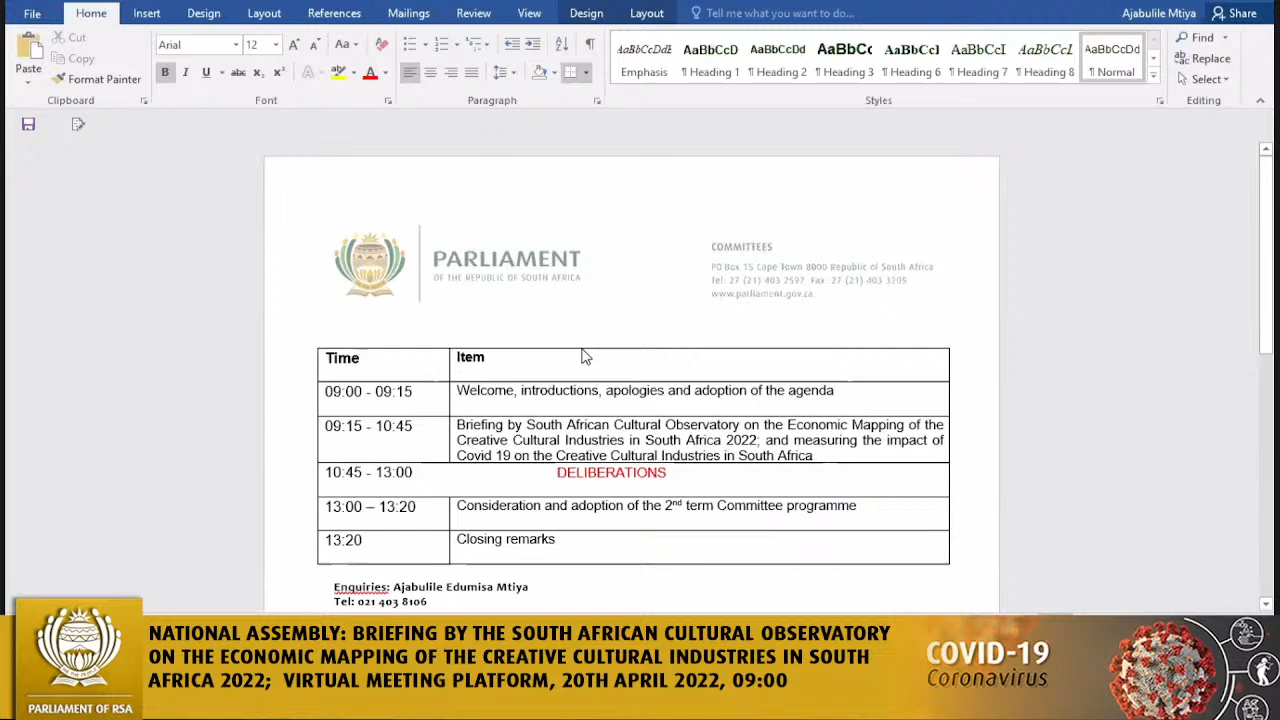 File Home Insert Design Layout References Mailings Review View Design Layout Tell me what you want to do... Ajabulile Mtiya Share
Paste
Cut
Copy
Format Painter
Clipboard
Arial 12
Font
Paragraph
AaBbCcDdE AaBbCcD AaBbCcDd AaBbCc AaBbCcI AaBbCcI AaBbCcL AaBbCcDd
Emphasis ¶ Heading 1 ¶ Heading 2 ¶ Heading 3 ¶ Heading 6 ¶ Heading 7 ¶ Heading 8 ¶ Normal
Styles
Find
Replace
Select
Editing
PARLIAMENT
OF THE REPUBLIC OF SOUTH AFRICA
COMMITTEES
PO Box 15 Cape Town 8000 Republic of South Africa
Tel: 27 (21) 403 2597 Fax: 27 (21) 403 3205
www.parliament.gov.za
Time Item
09:00 - 09:15 Welcome, introductions, apologies and adoption of the agenda
09:15 - 10:45 Briefing by South African Cultural Observatory on the Economic Mapping of the
Creative Cultural Industries in South Africa 2022; and measuring the impact of
Covid 19 on the Creative Cultural Industries in South Africa
10:45 - 13:00 DELIBERATIONS
13:00 – 13:20 Consideration and adoption of the 2nd term Committee programme
13:20 Closing remarks
Enquiries: Ajabulile Edumisa Mtiya
Tel: 021 403 8106
NATIONAL ASSEMBLY: BRIEFING BY THE SOUTH AFRICAN CULTURAL OBSERVATORY
ON THE ECONOMIC MAPPING OF THE CREATIVE CULTURAL INDUSTRIES IN SOUTH
AFRICA 2022; VIRTUAL MEETING PLATFORM, 20TH APRIL 2022, 09:00
PARLIAMENT OF RSA
COVID-19
Coronavirus